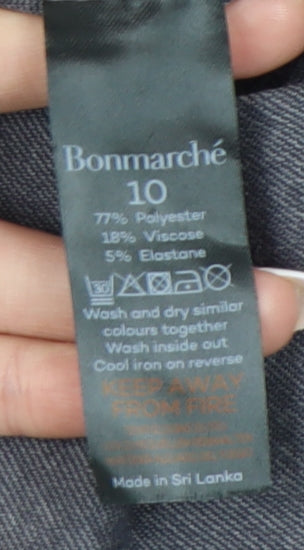 Bonmarché
10
77% Polyester
18% Viscose
5% Elastane
30
Wash and dry similar
colours together
Wash inside out
Cool iron on reverse
KEEP AWAY
FROM FIRE
Made in Sri Lanka